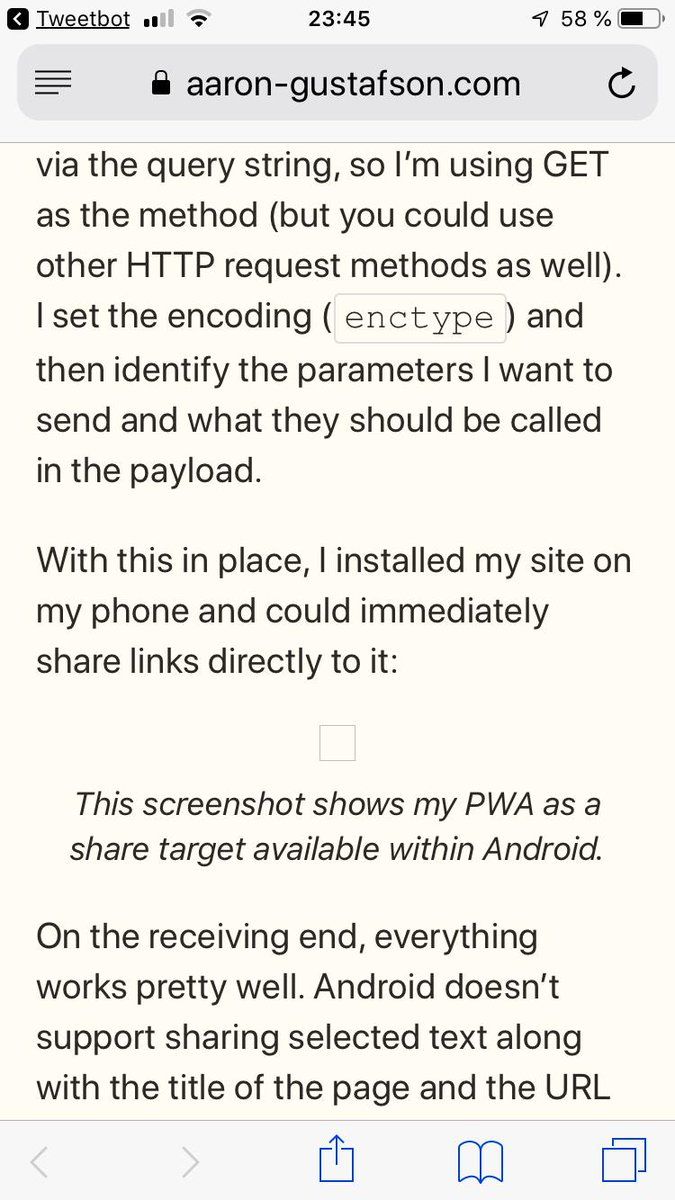 Tweetbot 23:45 58 %
aaron-gustafson.com
via the query string, so I’m using GET
as the method (but you could use
other HTTP request methods as well).
I set the encoding (enctype) and
then identify the parameters I want to
send and what they should be called
in the payload.
With this in place, I installed my site on
my phone and could immediately
share links directly to it:
This screenshot shows my PWA as a
share target available within Android.
On the receiving end, everything
works pretty well. Android doesn’t
support sharing selected text along
with the title of the page and the URL